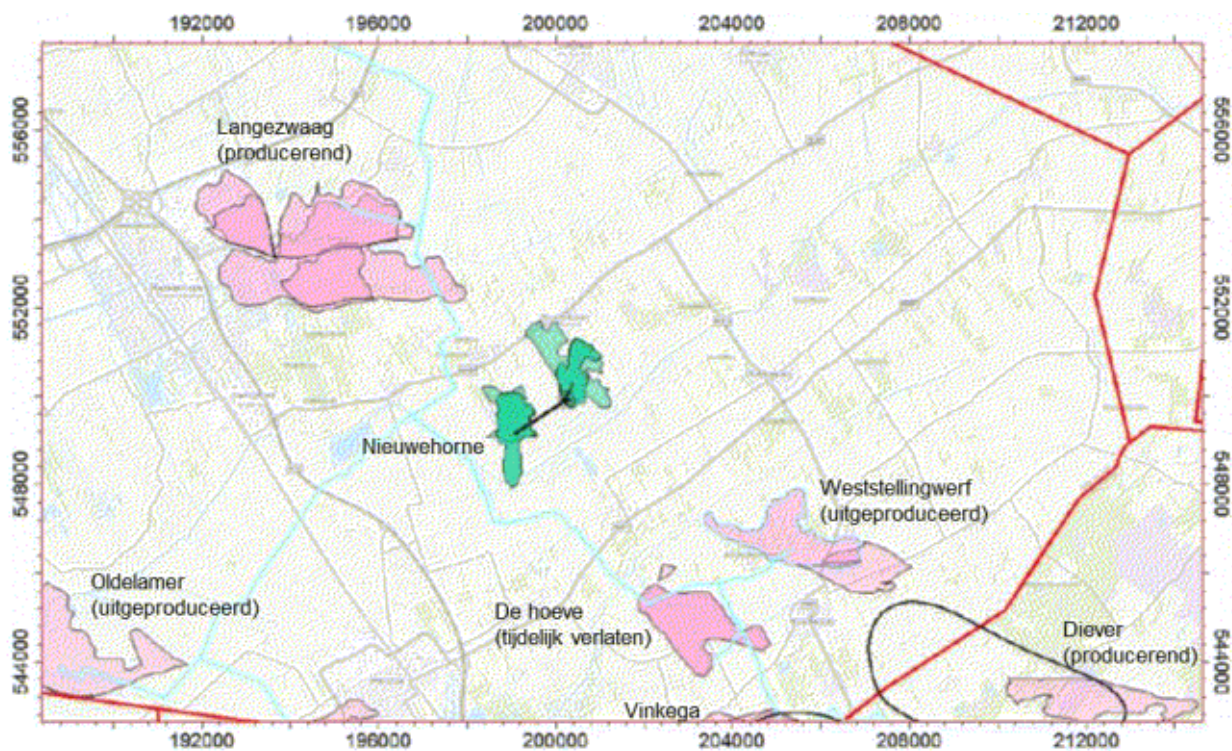 192000 196000 200000 204000 208000 212000
556000 556000
Langezwaag
(producerend)
552000 552000
Nieuwehorne
548000 548000
Weststellingwerf
(uitgeproduceerd)
Oldelamer
(uitgeproduceerd)
De hoeve
(tijdelijk verlaten)
Diever
(producerend)
544000 544000
Vinkega
192000 196000 200000 204000 208000 212000